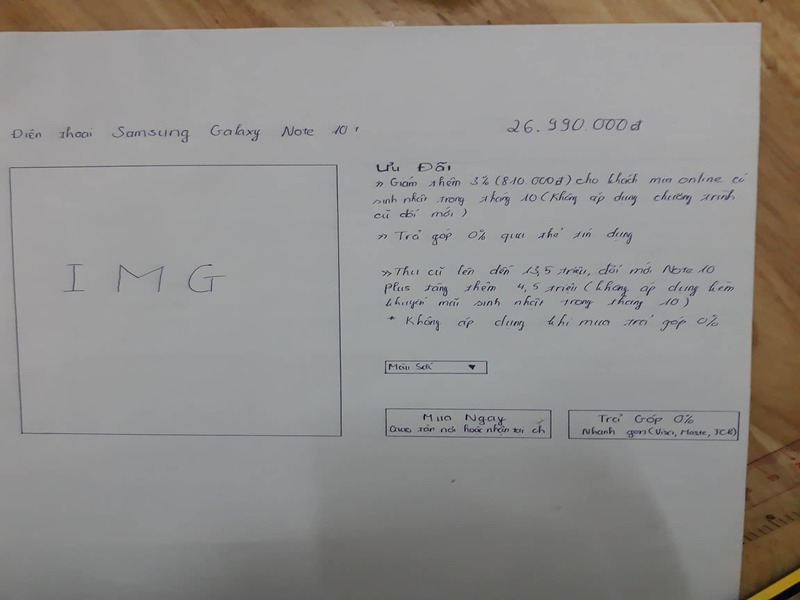 Điện thoại Samsung Galaxy Note 10+
26.990.000đ
Ưu Đãi
» Giảm thêm 3% (810.000đ) cho khách mua online có
sinh nhật trong tháng 10 (Không áp dụng chương trình
cũ đổi mới)
» Trả góp 0% qua thẻ tín dụng
» Thu cũ lên đến 13,5 triệu, đổi mới Note 10
Plus tặng thêm 4,5 triệu (không áp dụng kèm
khuyến mãi sinh nhật trong tháng 10)
* Không áp dụng khi mua trả góp 0%
IMG
Màu Sắc
Mua Ngay
Giao tận nơi hoặc nhận tại
Trả Góp 0%
Nhanh gọn (Visa, Maste, JCB)